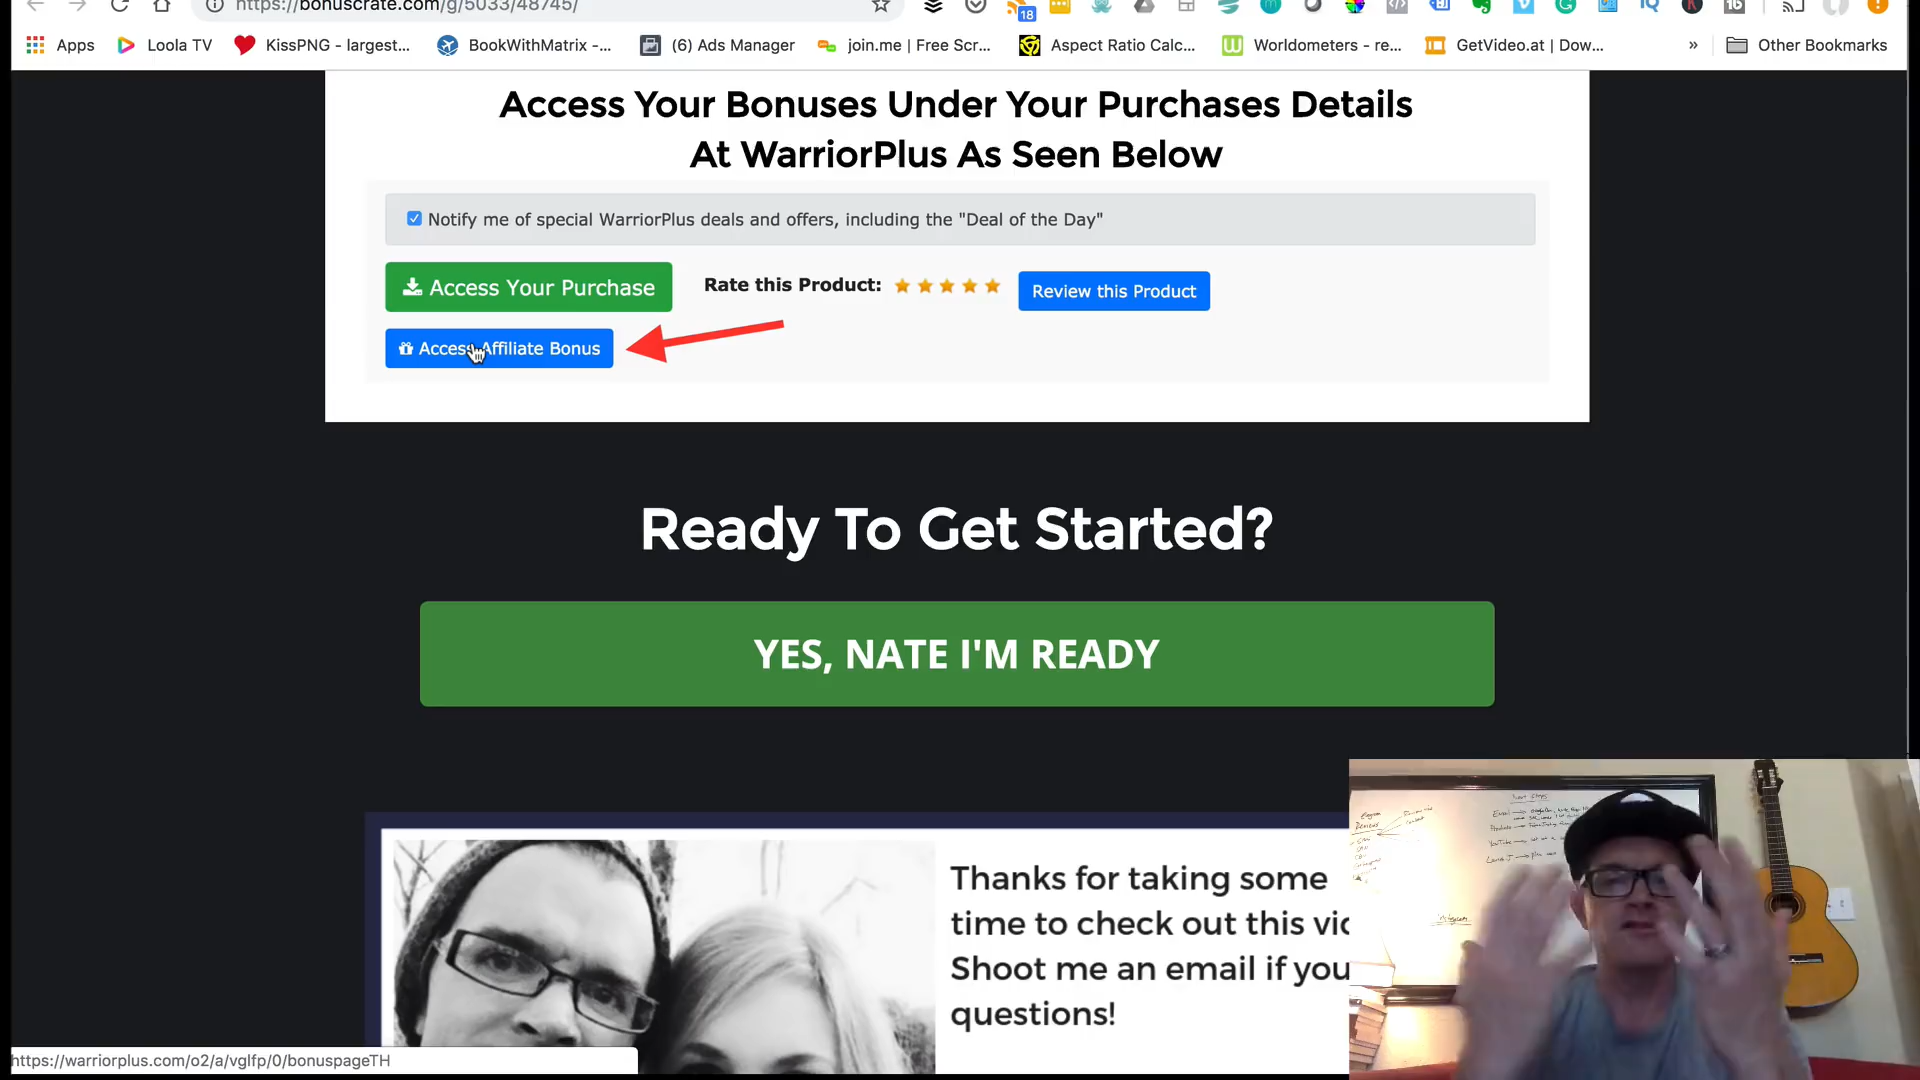 https://bonuscrate.com/g/5033/48745/
18
Apps
Loola TV
KissPNG - largest...
BookWithMatrix -...
(6) Ads Manager
join.me | Free Scr...
Aspect Ratio Calc...
Worldometers - re...
GetVideo.at | Dow...
»
Other Bookmarks
Access Your Bonuses Under Your Purchases Details
At WarriorPlus As Seen Below
Notify me of special WarriorPlus deals and offers, including the "Deal of the Day"
Access Your Purchase
Rate this Product:
Review this Product
Access Affiliate Bonus
Ready To Get Started?
YES, NATE I'M READY
Thanks for taking some
time to check out this vic
Shoot me an email if you
questions!
Email
YouTube
https://warriorplus.com/o2/a/vglfp/0/bonuspageTH